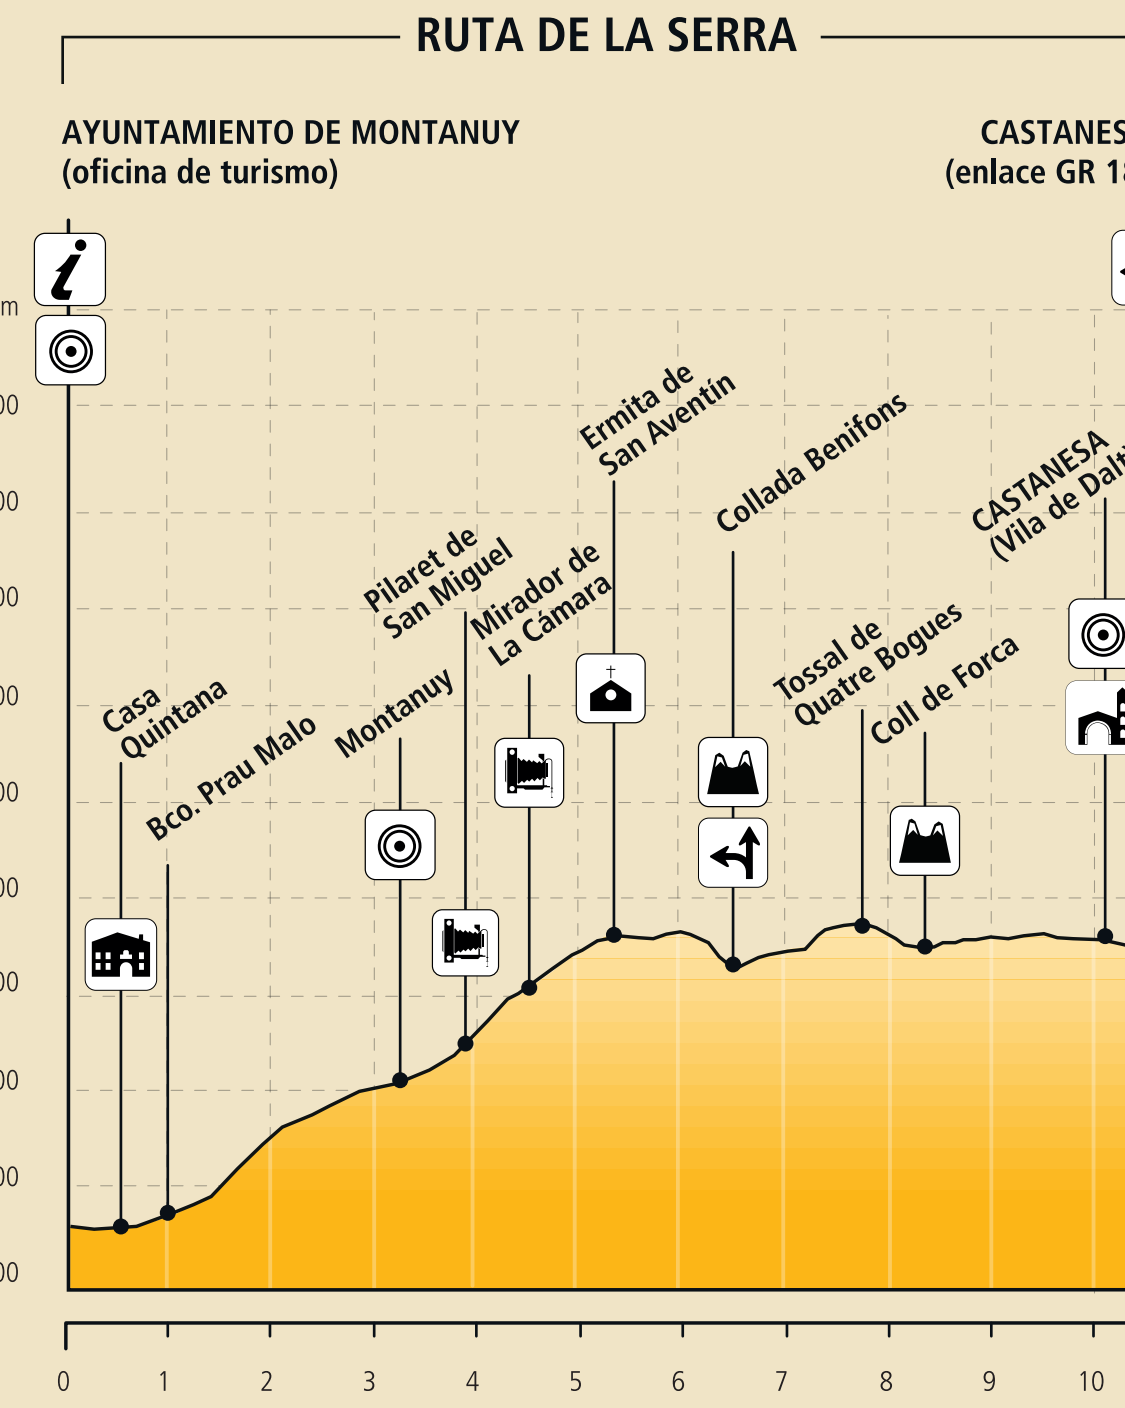 RUTA DE LA SERRA
AYUNTAMIENTO DE MONTANUY
(oficina de turismo)
CASTANES
(enlace GR 18
i
m
00
00
00
00
00
00
00
00
00
00
Ermita de
San Aventín
Collada Benifons
CASTANESA
(Vila de Dalt
Pilaret de
San Miguel
Mirador de
La Cámara
Tossal de
Quatre Bogues
Coll de Forca
Casa
Quintana
Montanuy
Bco. Prau Malo
0 1 2 3 4 5 6 7 8 9 10